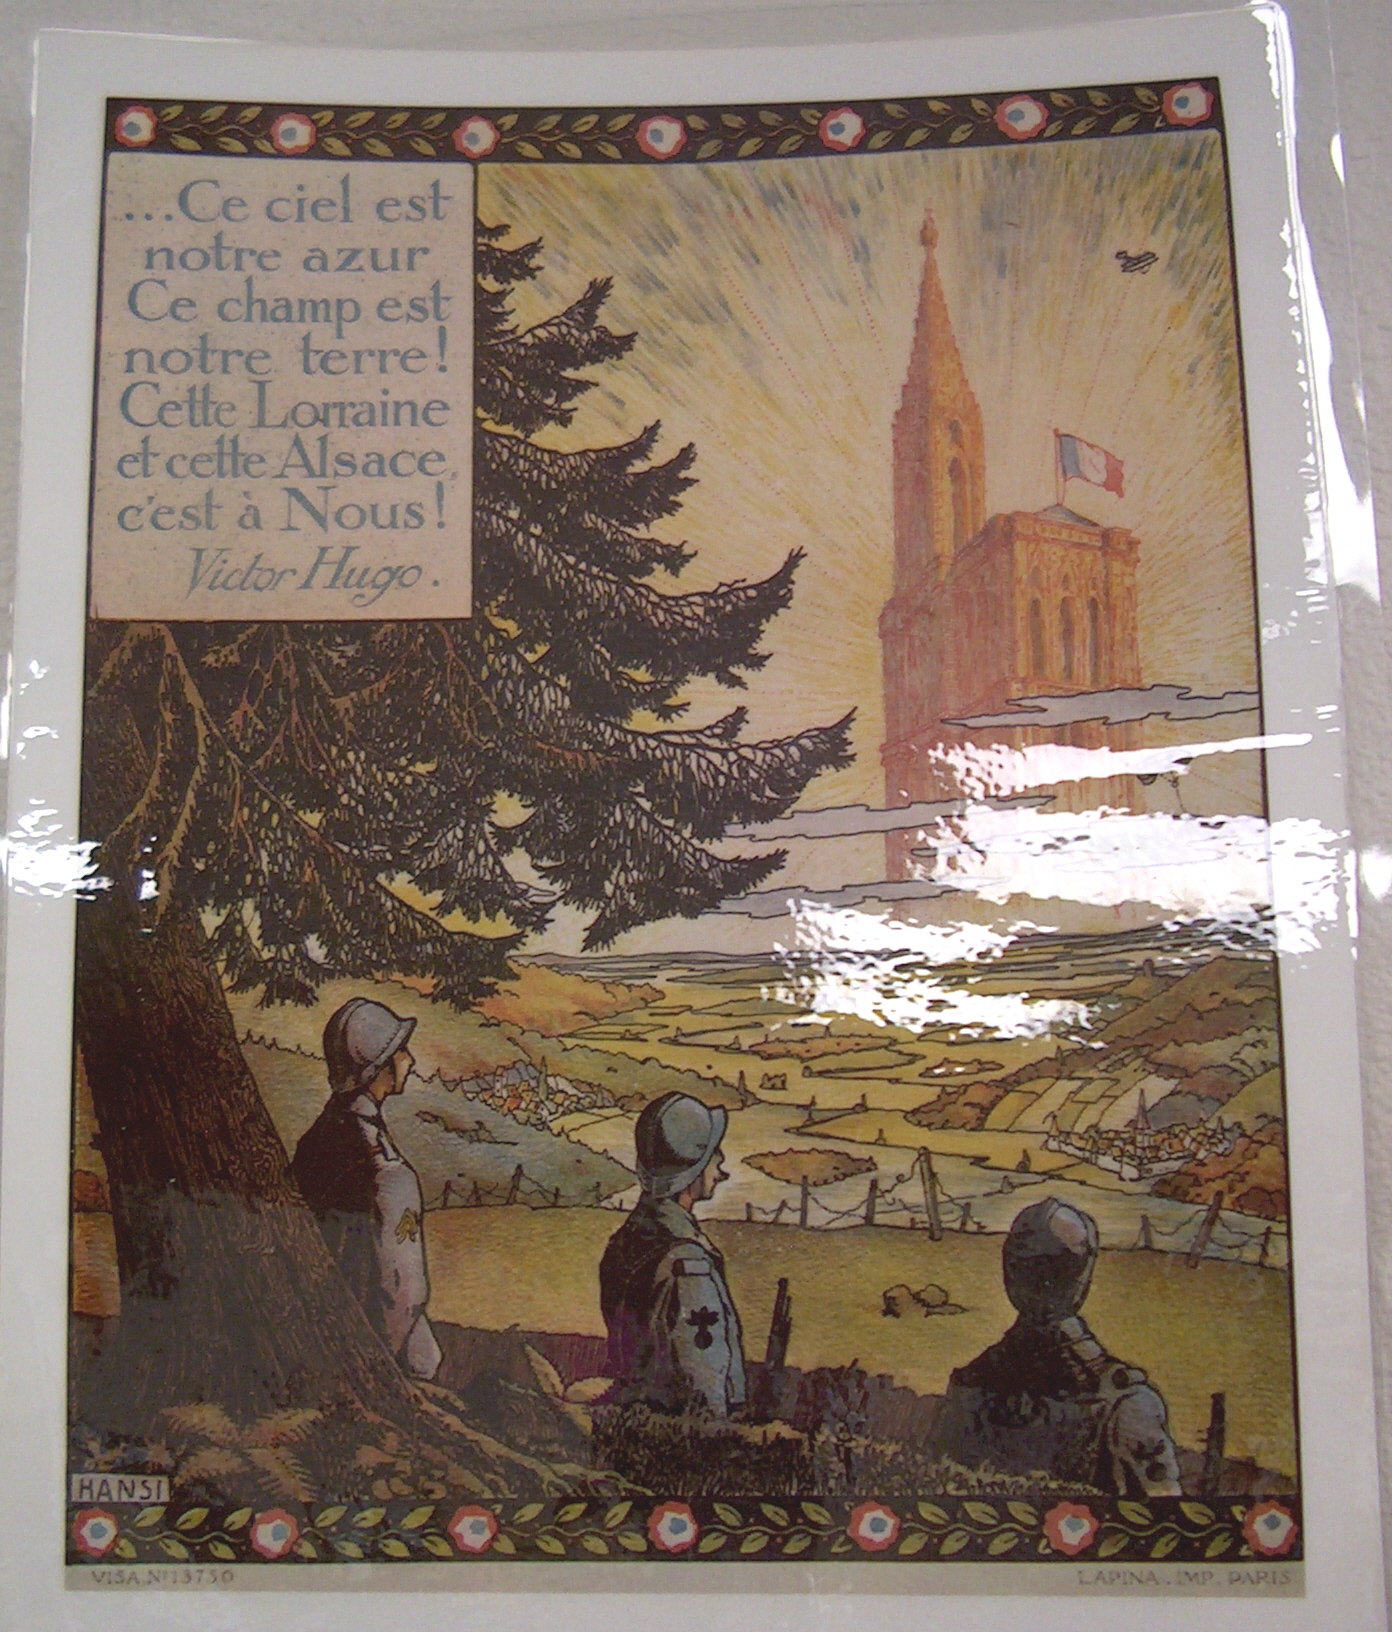 ...Ce ciel est
notre azur
Ce champ est
notre terre!
Cette Lorraine
et cette Alsace,
c'est à Nous!
Victor Hugo.
HANSI
VISA Nº 13750
LAPINA. IMP. PARIS